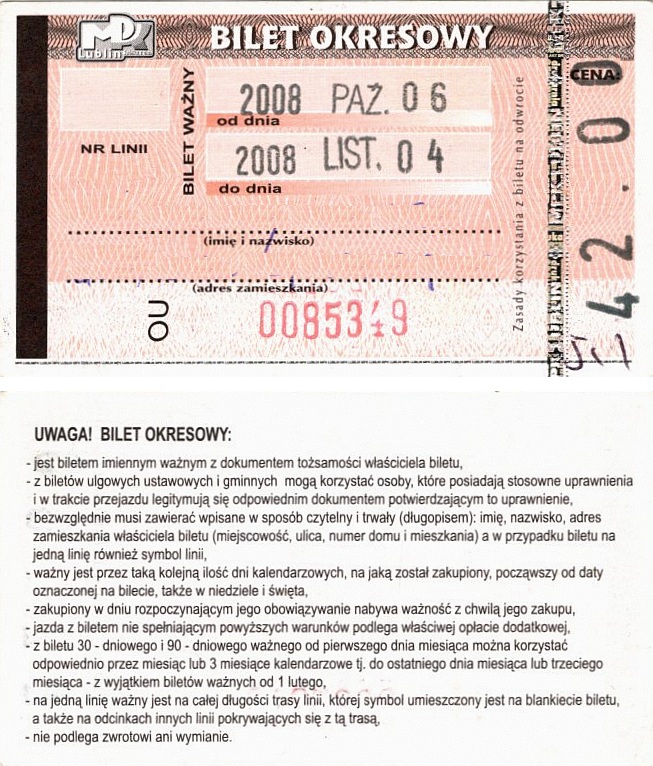 MPK
Lublin
BILET OKRESOWY
CENA:
42.00
NR LINII
BILET WAŻNY
2008 PAŹ. 06
od dnia
2008 LIST. 04
do dnia
(imię i nazwisko)
(adres zamieszkania)
OU
0085349
Zasady korzystania z biletu na odwrocie
UWAGA! BILET OKRESOWY:
- jest biletem imiennym ważnym z dokumentem tożsamości właściciela biletu,
- z biletów ulgowych ustawowych i gminnych mogą korzystać osoby, które posiadają stosowne uprawnienia
i w trakcie przejazdu legitymują się odpowiednim dokumentem potwierdzającym to uprawnienie,
- bezwzględnie musi zawierać wpisane w sposób czytelny i trwały (długopisem): imię, nazwisko, adres
zamieszkania właściciela biletu (miejscowość, ulica, numer domu i mieszkania) a w przypadku biletu na
jedną linię również symbol linii,
- ważny jest przez taką kolejną ilość dni kalendarzowych, na jaką został zakupiony, począwszy od daty
oznaczonej na bilecie, także w niedziele i święta,
- zakupiony w dniu rozpoczynającym jego obowiązywanie nabywa ważność z chwilą jego zakupu,
- jazda z biletem nie spełniającym powyższych warunków podlega właściwej opłacie dodatkowej,
- z biletu 30 - dniowego i 90 - dniowego ważnego od pierwszego dnia miesiąca można korzystać
odpowiednio przez miesiąc lub 3 miesiące kalendarzowe tj. do ostatniego dnia miesiąca lub trzeciego
miesiąca - z wyjątkiem biletów ważnych od 1 lutego,
- na jedną linię ważny jest na całej długości trasy linii, której symbol umieszczony jest na blankiecie biletu,
a także na odcinkach innych linii pokrywających się z tą trasą,
- nie podlega zwrotowi ani wymianie.